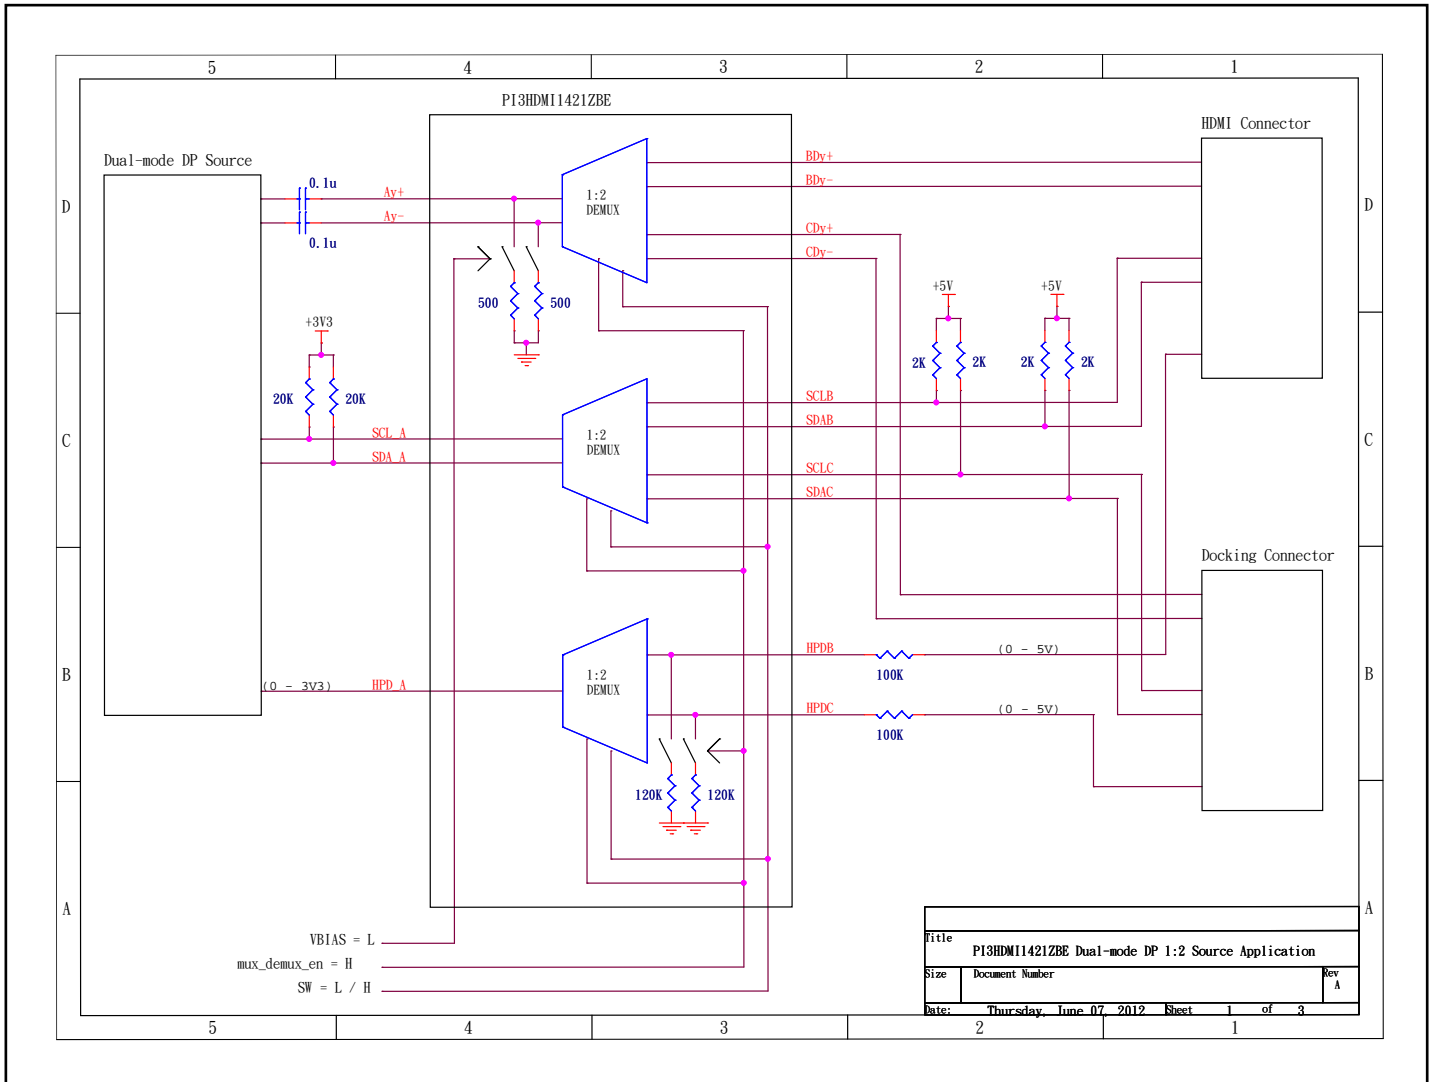 5 4 3 2 1
PI3HDMI1421ZBE
HDMI Connector
Dual-mode DP Source
BDy+
BDy-
0.1u
Ay+
1:2
DEMUX
D
D
Ay-
0.1u
CDy+
CDy-
500
500
+5V
+5V
+3V3
2K
2K
2K
2K
20K
20K
SCLB
SDAB
C
SCL_A
1:2
DEMUX
C
SDA_A
SCLC
SDAC
Docking Connector
HPDB
(0 - 5V)
100K
B
(0 - 3V3)
HPD_A
1:2
DEMUX
B
HPDC
(0 - 5V)
100K
120K
120K
A
A
VBIAS = L
mux_demux_en = H
SW = L / H
Title
PI3HDMI1421ZBE Dual-mode DP 1:2 Source Application
Size
Document Number
Rev
A
Date:
Thursday, June 07, 2012
Sheet
1 of 3
5 4 3 2 1